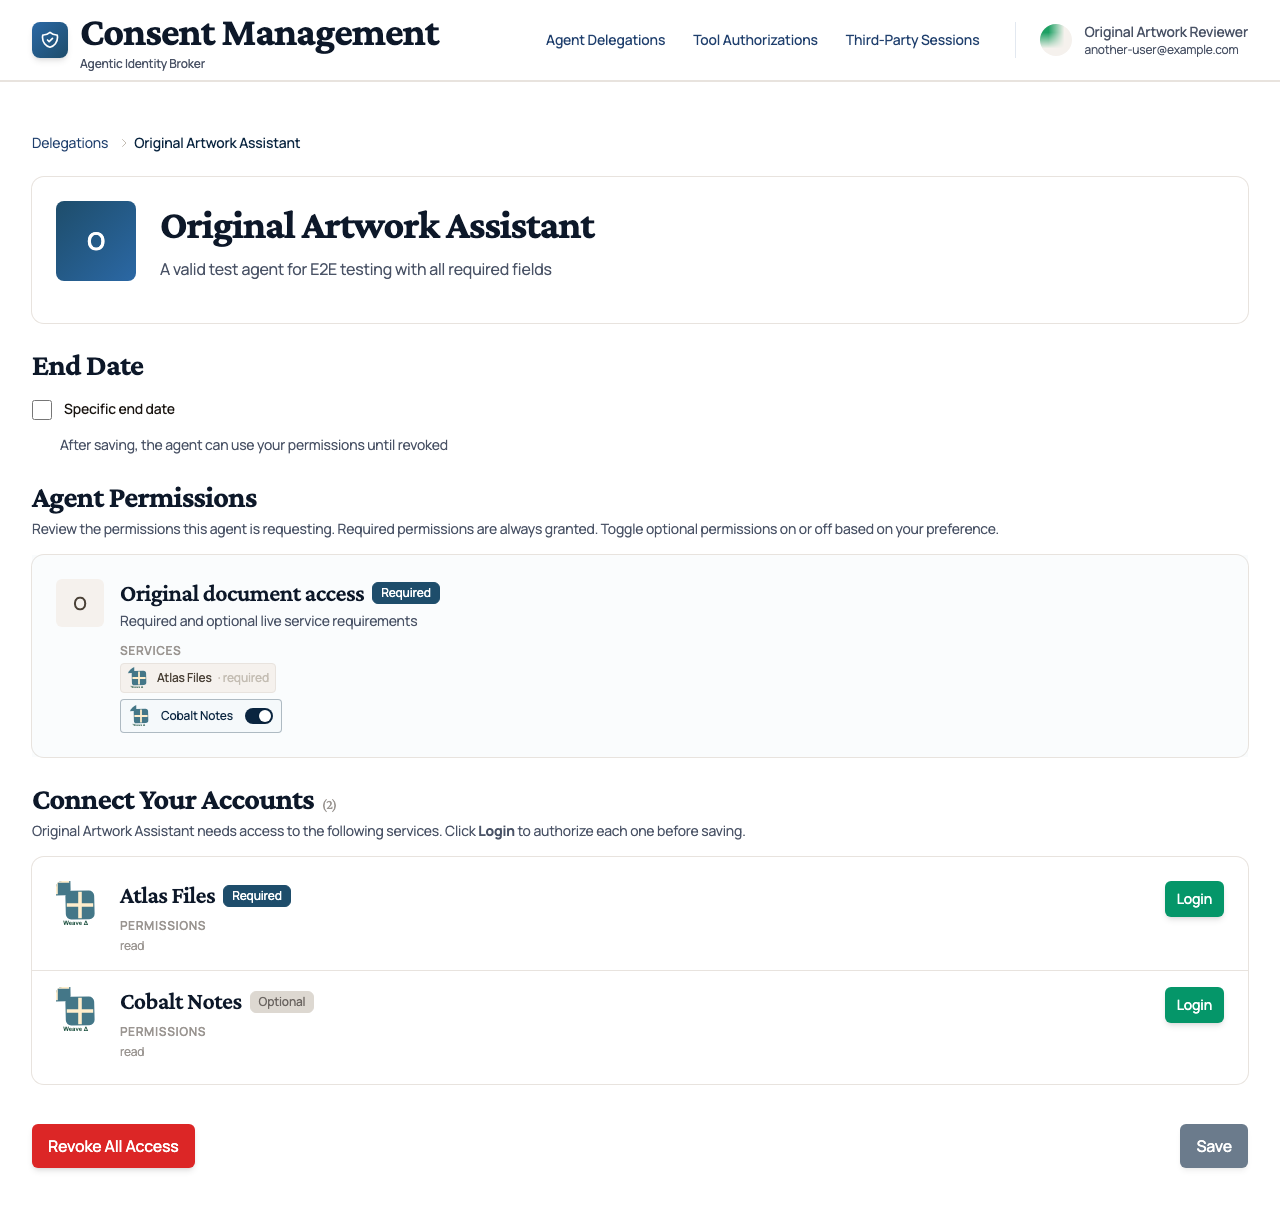 Consent Management
Agentic Identity Broker
Agent Delegations
Tool Authorizations
Third-Party Sessions
Original Artwork Reviewer
another-user@example.com
Delegations
Original Artwork Assistant
O
Original Artwork Assistant
A valid test agent for E2E testing with all required fields
End Date
Specific end date
After saving, the agent can use your permissions until revoked
Agent Permissions
Review the permissions this agent is requesting. Required permissions are always granted. Toggle optional permissions on or off based on your preference.
O
Original document access
Required
Required and optional live service requirements
SERVICES
Atlas Files · required
Cobalt Notes
Connect Your Accounts (2)
Original Artwork Assistant needs access to the following services. Click Login to authorize each one before saving.
Weave Δ
Atlas Files
Required
PERMISSIONS
read
Login
Weave Δ
Cobalt Notes
Optional
PERMISSIONS
read
Login
Revoke All Access
Save